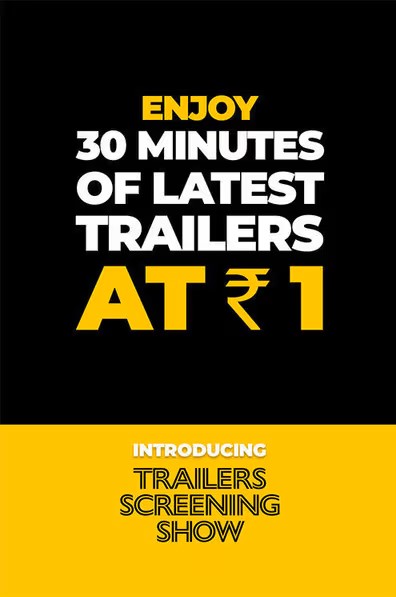 ENJOY
30 MINUTES
OF LATEST
TRAILERS
AT ₹ 1
INTRODUCING
TRAILERS
SCREENING
SHOW